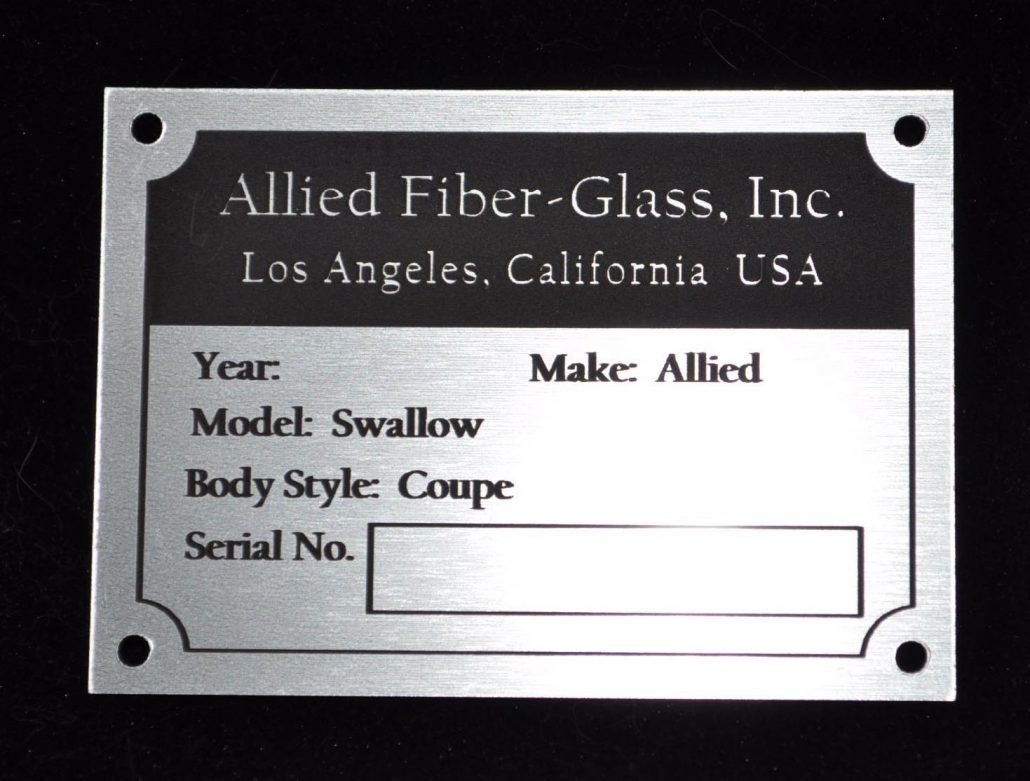 Allied Fiber-Glass, Inc.
Los Angeles, California USA
Year: Make: Allied
Model: Swallow
Body Style: Coupe
Serial No.